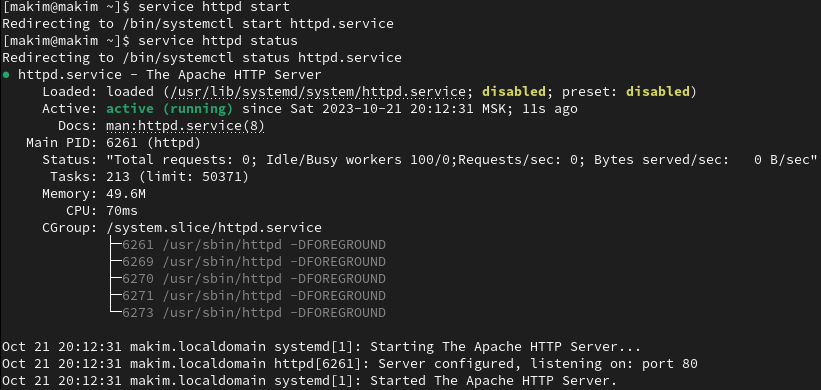 [makim@makim ~]$ service httpd start
Redirecting to /bin/systemctl start httpd.service
[makim@makim ~]$ service httpd status
Redirecting to /bin/systemctl status httpd.service
● httpd.service - The Apache HTTP Server
     Loaded: loaded (/usr/lib/systemd/system/httpd.service; disabled; preset: disabled)
     Active: active (running) since Sat 2023-10-21 20:12:31 MSK; 11s ago
       Docs: man:httpd.service(8)
   Main PID: 6261 (httpd)
     Status: "Total requests: 0; Idle/Busy workers 100/0;Requests/sec: 0; Bytes served/sec:   0 B/sec"
      Tasks: 213 (limit: 50371)
     Memory: 49.6M
        CPU: 70ms
     CGroup: /system.slice/httpd.service
             ├─6261 /usr/sbin/httpd -DFOREGROUND
             ├─6269 /usr/sbin/httpd -DFOREGROUND
             ├─6270 /usr/sbin/httpd -DFOREGROUND
             ├─6271 /usr/sbin/httpd -DFOREGROUND
             └─6273 /usr/sbin/httpd -DFOREGROUND

Oct 21 20:12:31 makim.localdomain systemd[1]: Starting The Apache HTTP Server...
Oct 21 20:12:31 makim.localdomain httpd[6261]: Server configured, listening on: port 80
Oct 21 20:12:31 makim.localdomain systemd[1]: Started The Apache HTTP Server.